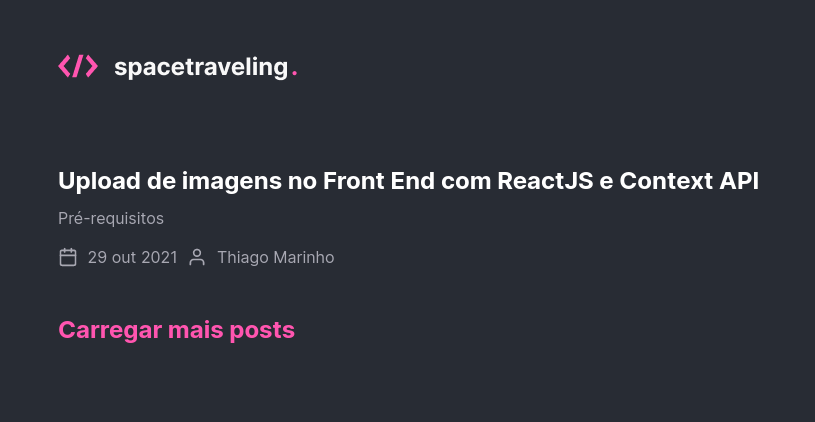 </> spacetraveling.
Upload de imagens no Front End com ReactJS e Context API
Pré-requisitos
29 out 2021 Thiago Marinho
Carregar mais posts